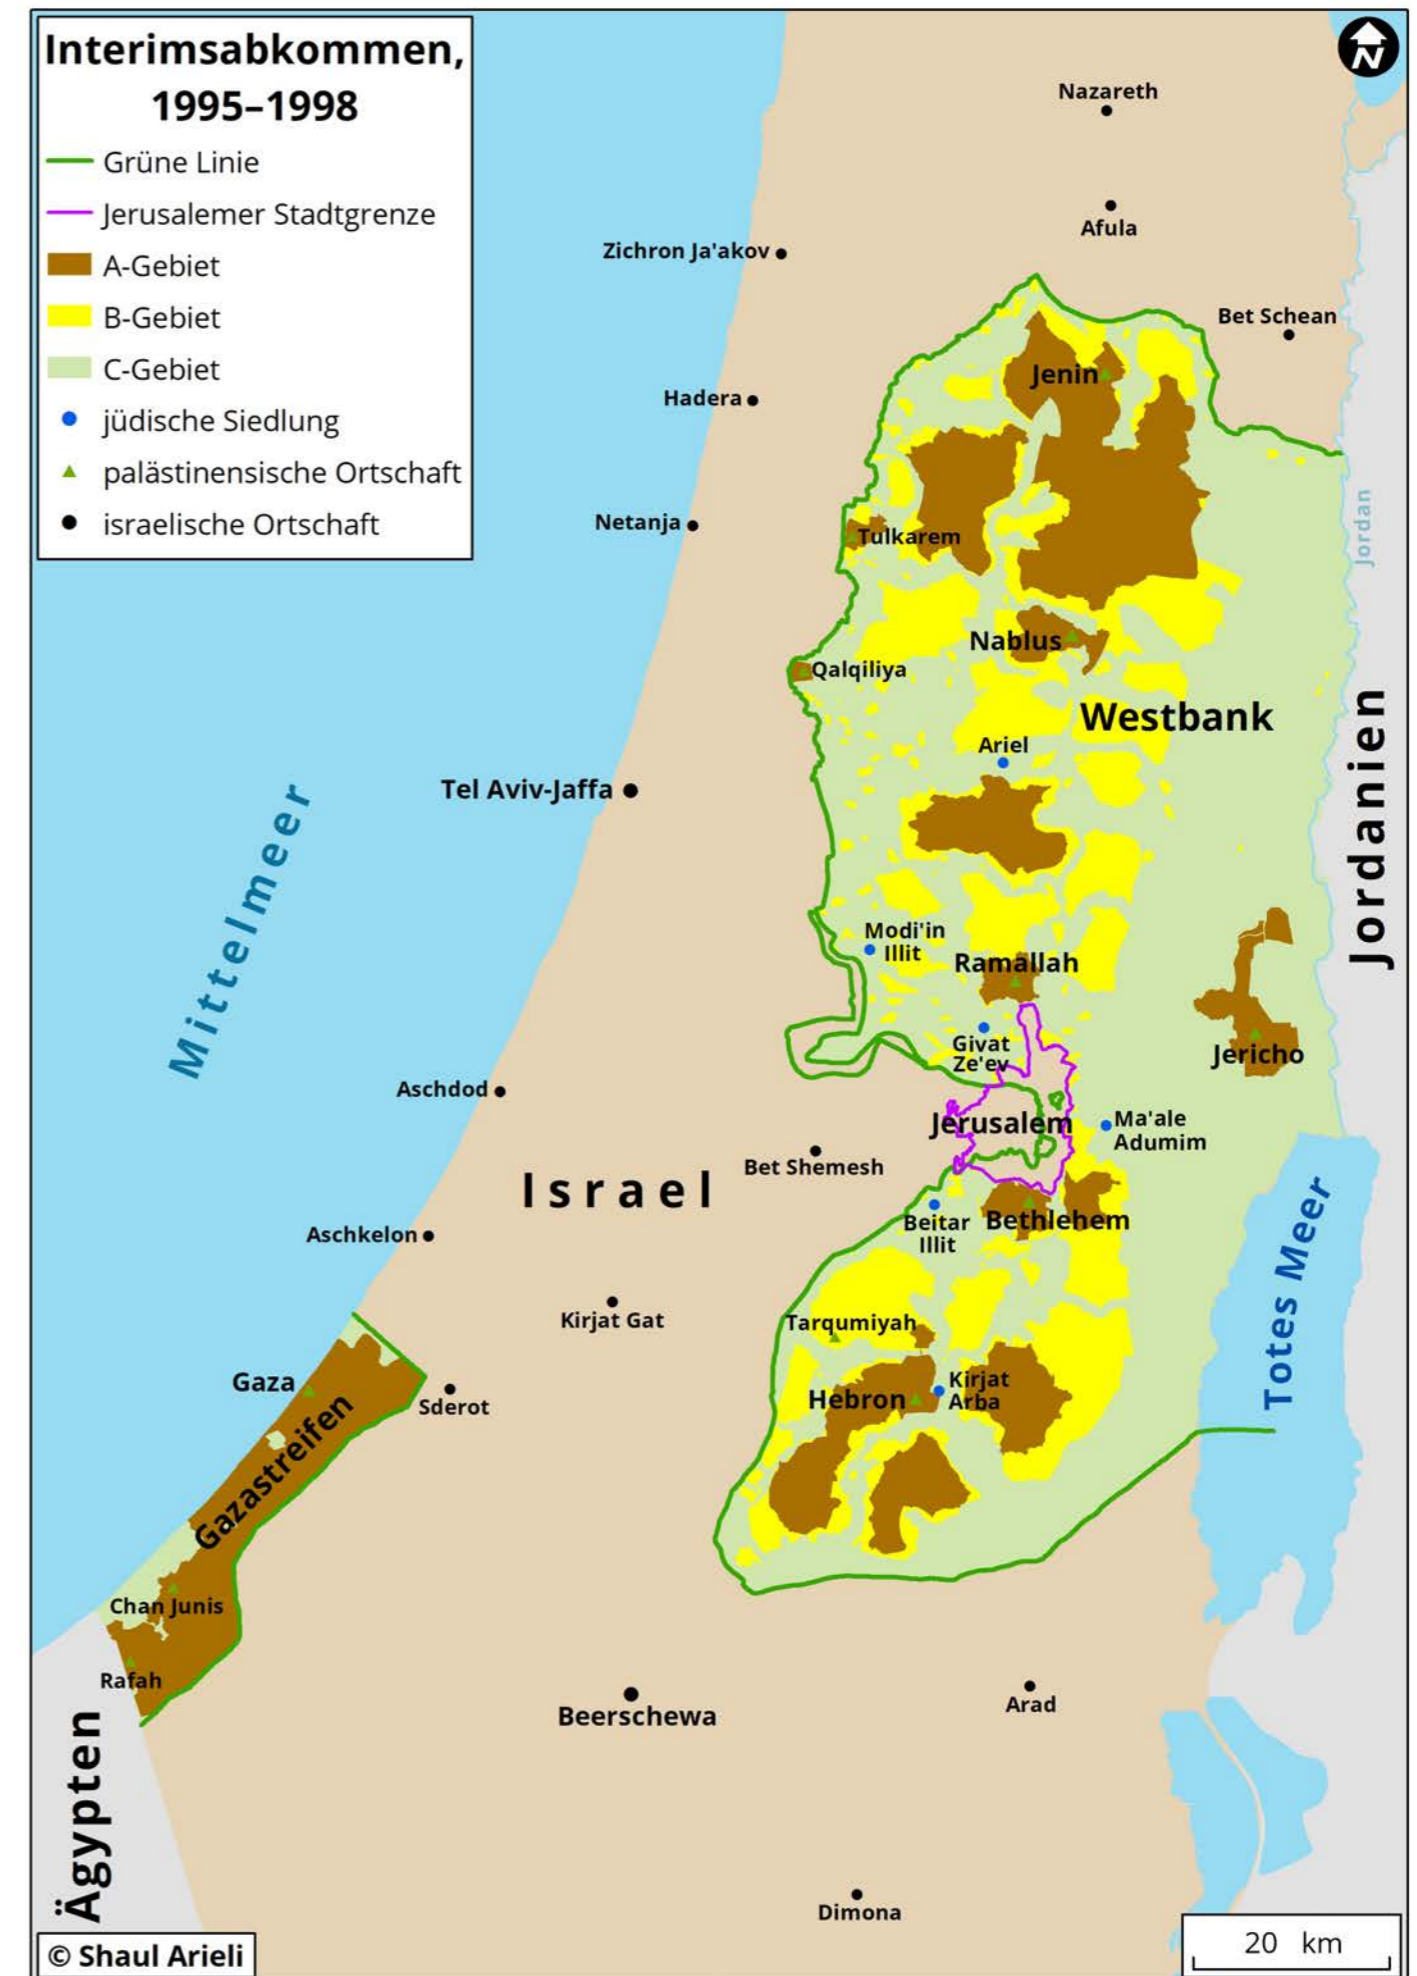 Interimsabkommen,
1995–1998
Grüne Linie
Jerusalemer Stadtgrenze
A-Gebiet
B-Gebiet
C-Gebiet
jüdische Siedlung
palästinensische Ortschaft
israelische Ortschaft
N
Nazareth
Afula
Zichron Ja'akov
Bet Schean
Jenin
Hadera
Netanja
Tulkarem
Jordan
Nablus
Qalqiliya
Westbank
Ariel
Tel Aviv-Jaffa
Jordanien
Mittelmeer
Modi'in
Illit
Ramallah
Givat
Ze'ev
Jericho
Aschdod
Jerusalem
Ma'ale
Adumim
Bet Shemesh
Israel
Beitar
Illit
Bethlehem
Aschkelon
Totes Meer
Kirjat Gat
Tarqumiyah
Gaza
Sderot
Hebron
Kirjat
Arba
Gazastreifen
Chan Junis
Rafah
Beerschewa
Arad
Ägypten
Dimona
© Shaul Arieli
20 km